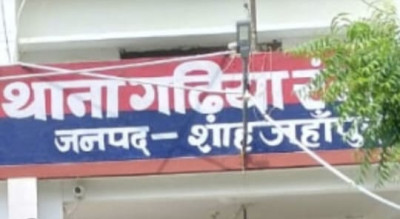 थाना गढ़िया रं
जनपद - शाहजहाँपु